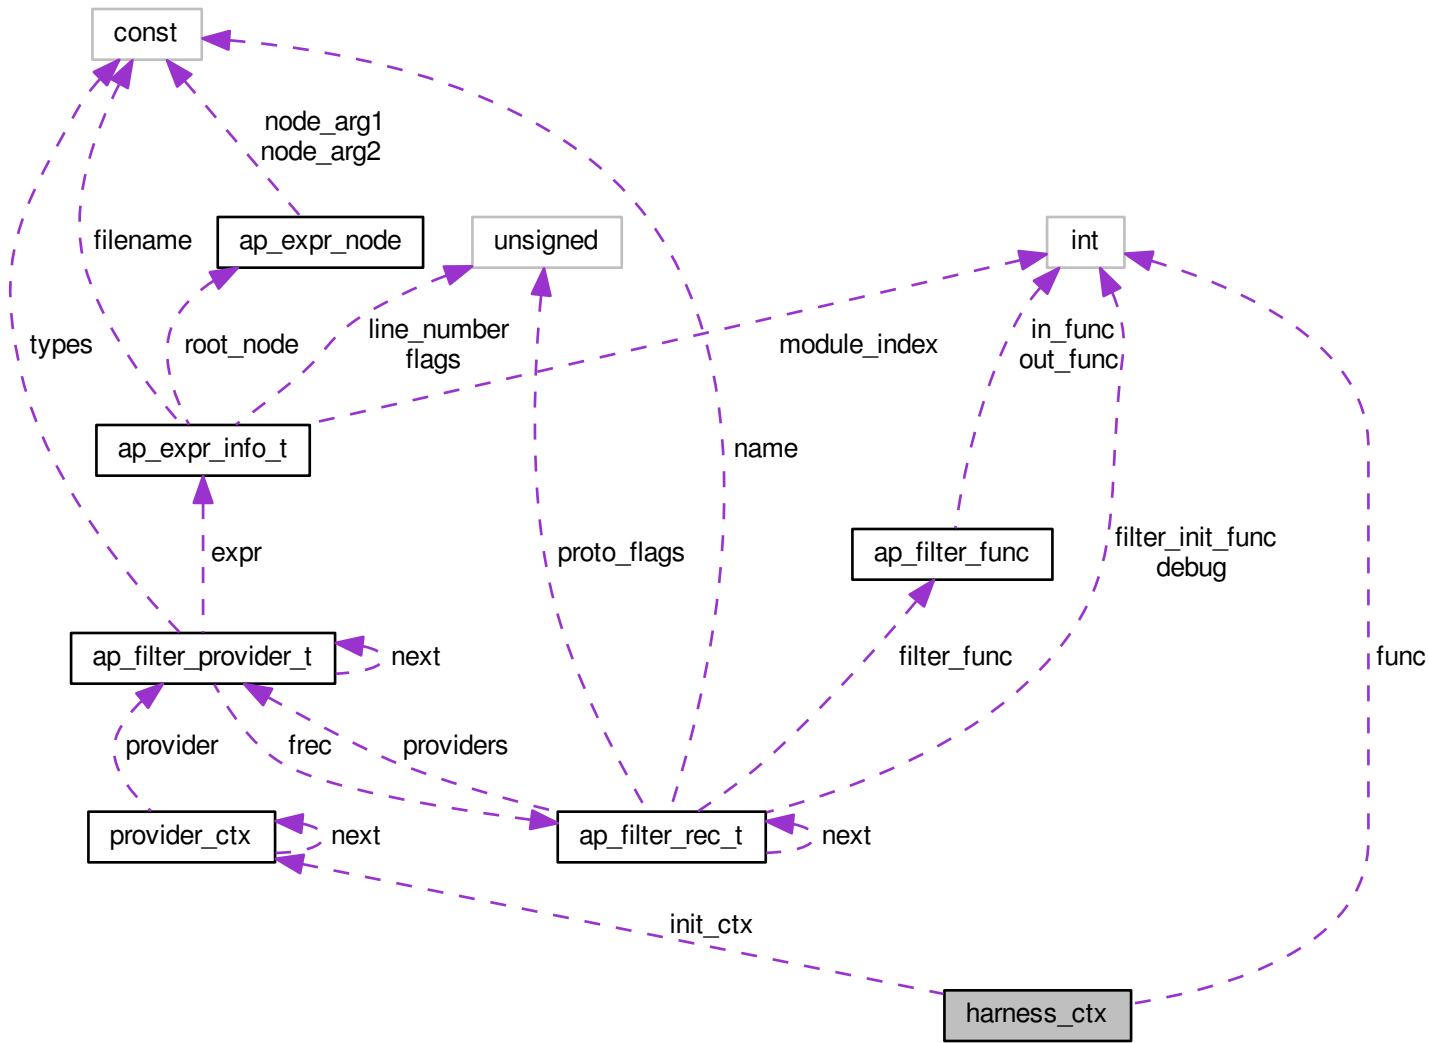 const
node_arg1
node_arg2
filename
ap_expr_node
unsigned
int
types
root_node
line_number
flags
module_index
in_func
out_func
ap_expr_info_t
name
expr
proto_flags
ap_filter_func
filter_init_func
debug
ap_filter_provider_t
next
filter_func
func
provider
frec
providers
provider_ctx
next
ap_filter_rec_t
next
init_ctx
harness_ctx